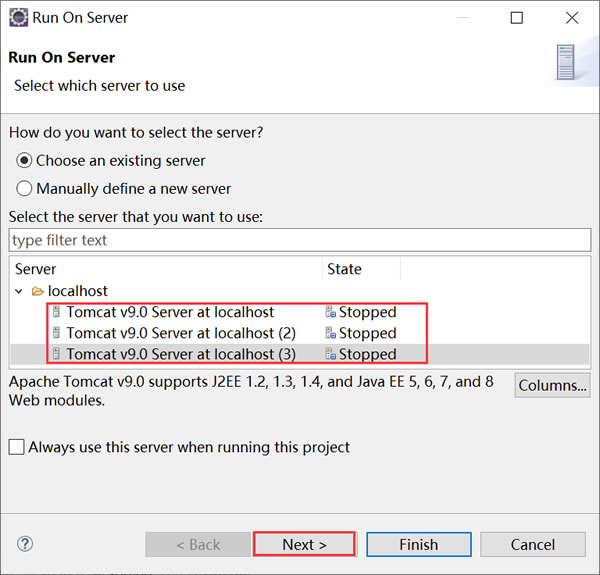 Run On Server
Run On Server
Select which server to use
How do you want to select the server?
Choose an existing server
Manually define a new server
Select the server that you want to use:
type filter text
Server State
localhost
Tomcat v9.0 Server at localhost Stopped
Tomcat v9.0 Server at localhost (2) Stopped
Tomcat v9.0 Server at localhost (3) Stopped
Apache Tomcat v9.0 supports J2EE 1.2, 1.3, 1.4, and Java EE 5, 6, 7, and 8
Web modules.
Columns...
Always use this server when running this project
? < Back Next > Finish Cancel